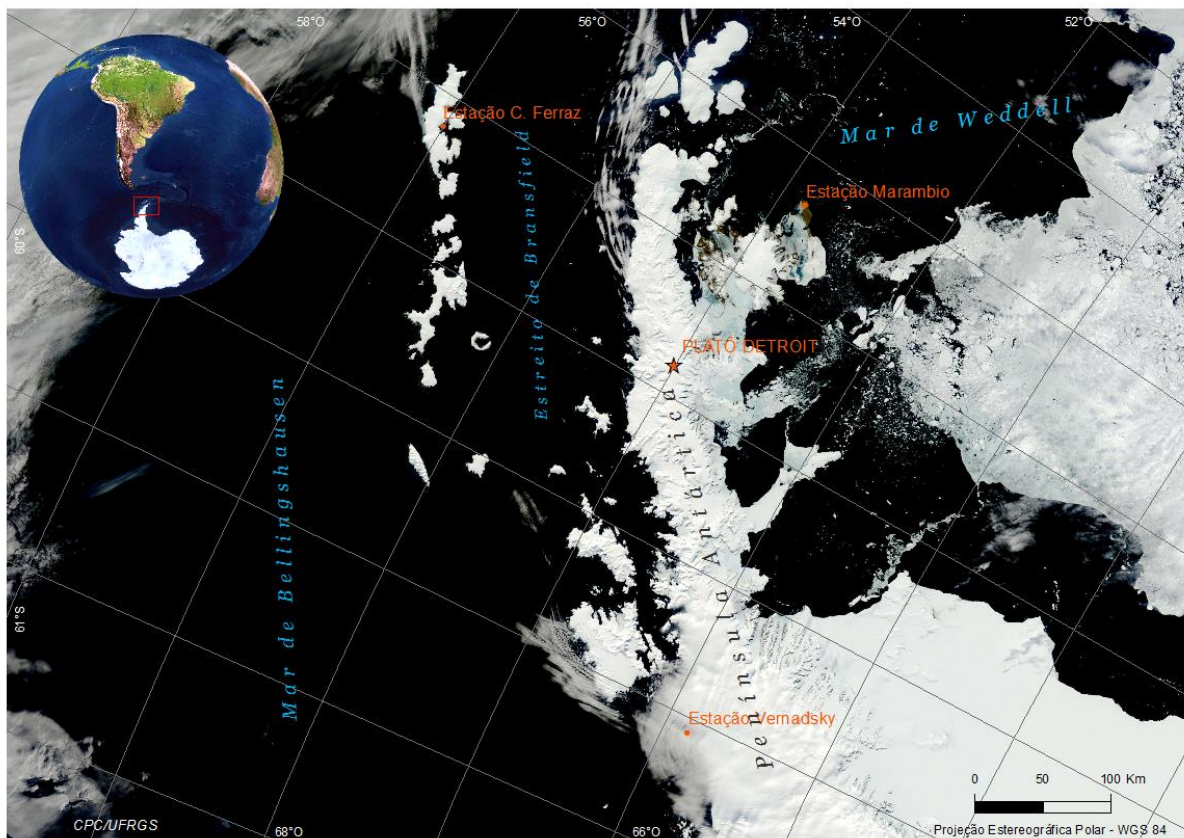 58°O
56°O
54°O
52°O
Estação C. Ferraz
Mar de Weddell
Estação Marambio
60°S
Estreito de Bransfield
PLATÔ DETROIT
Mar de Bellingshausen
Península Antártica
61°S
Estação Vernadsky
0 50 100 Km
CPC/UFRGS
68°O
66°O
Projeção Estereográfica Polar - WGS 84